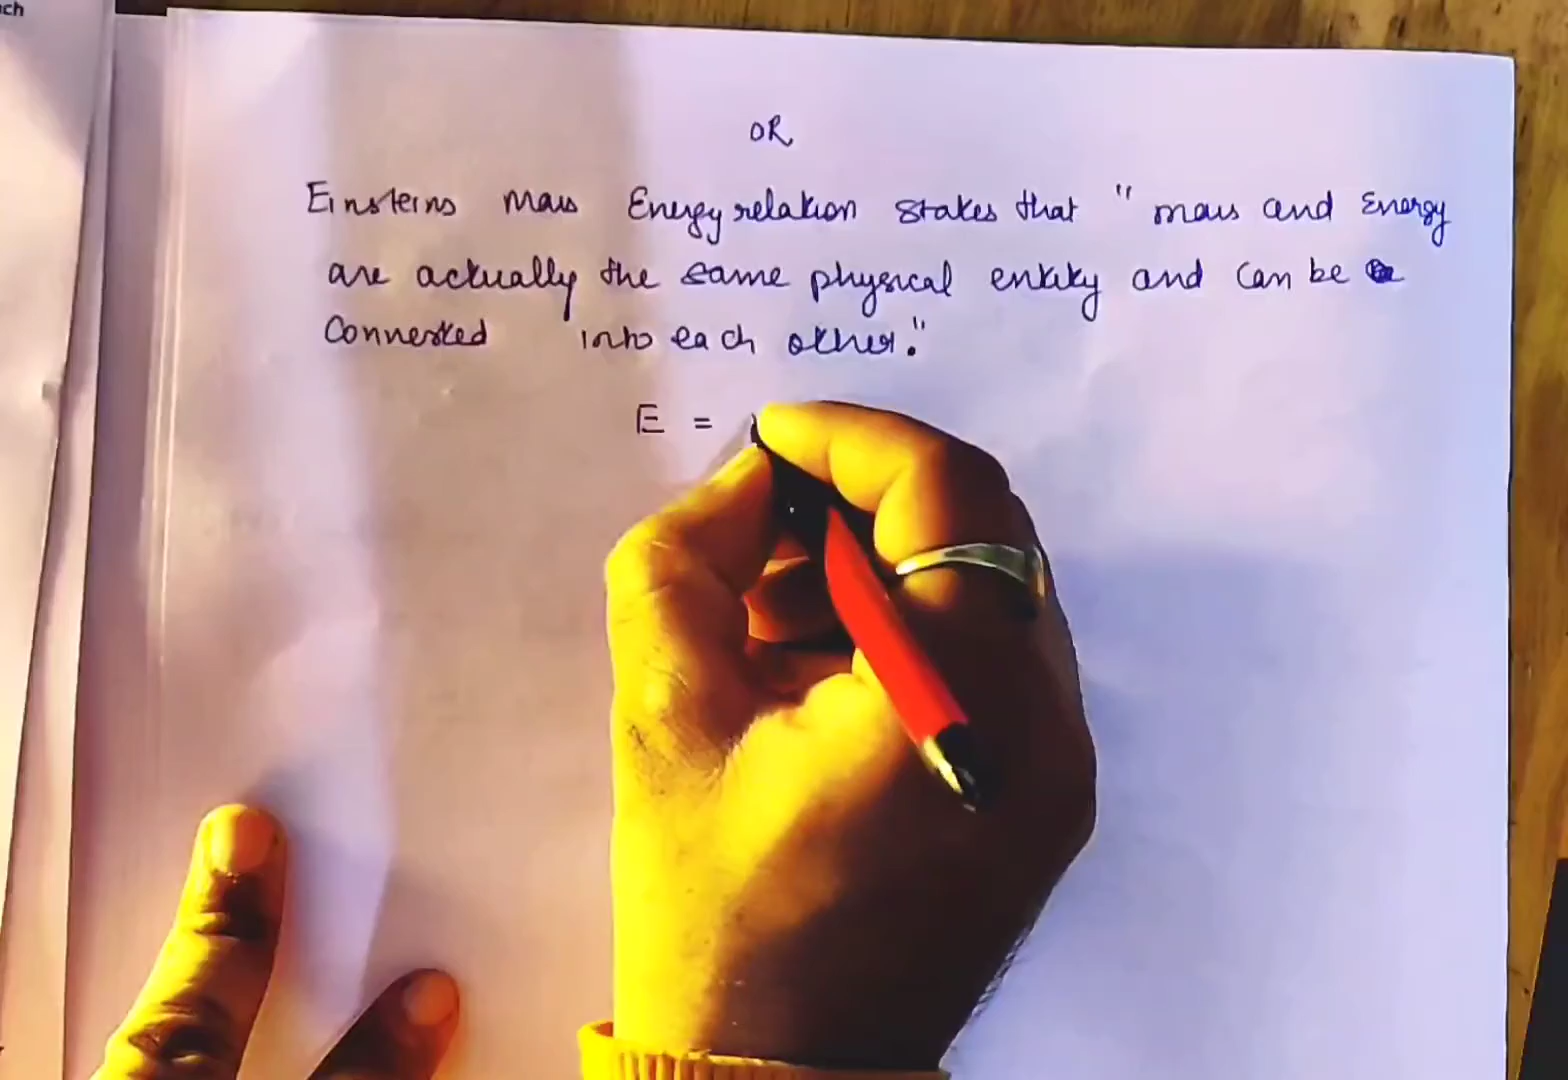 ch
OR
Einsteins mass Energy relation states that " mass and Energy
are actually the same physical entity and can be
Converted into each other."
E =